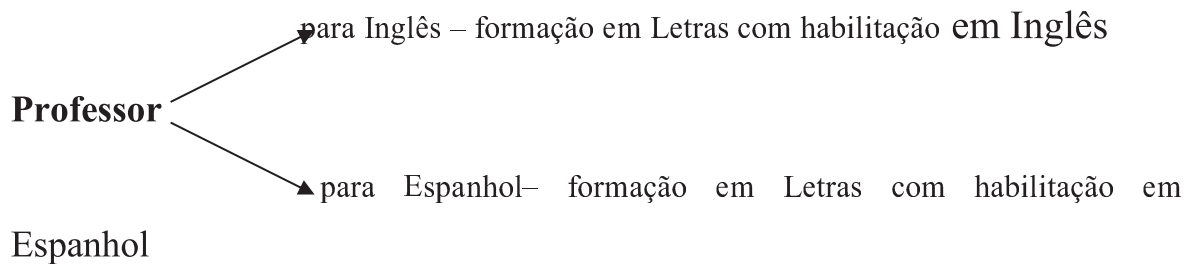 para Inglês – formação em Letras com habilitação em Inglês
Professor
para Espanhol– formação em Letras com habilitação em
Espanhol